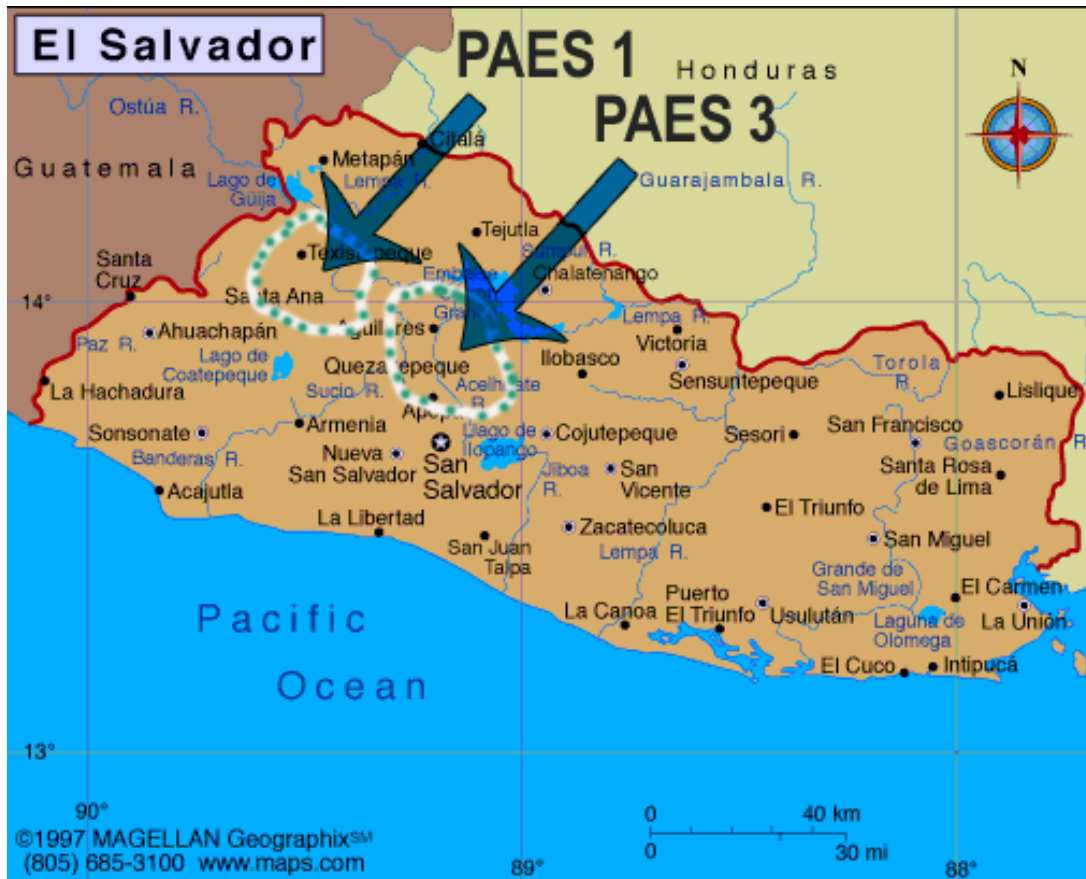 El Salvador
PAES 1
Honduras
PAES 3
N
Ostúa R.
Guatemala
Citalá
Metapán
Lago de
Güija
Lempa R.
Guarajambala R.
Tejutla
Texistepeque
Sumpul R.
Santa
Cruz
Chalatenango
Santa Ana
14°
Aguilares
Ahuachapán
Paz R.
Lempa R.
Victoria
Lago de
Coatepeque
Quezaltepeque
Ilobasco
Sensuntepeque
Torola
R.
La Hachadura
Sucio R.
Lislique
Armenia
San Francisco
Sonsonate
Cojutepeque
Sesori
Goascorán R
Banderas R.
Nueva
San Salvador
San
Salvador
Ilopango
Jiboa
R.
San
Vicente
Santa Rosa
de Lima
Acajutla
El Triunfo
La Libertad
Zacatecoluca
San Miguel
San Juan
Talpa
Lempa R.
Grande de
San Miguel
Pacific
Ocean
Puerto
El Triunfo
Usulután
El Carmen
La Unión
La Canoa
Laguna de
Olomega
El Cuco
Intipucá
13°
90°
89°
88°
0 40 km
0 30 mi
©1997 MAGELLAN Geographix℠
(805) 685-3100 www.maps.com